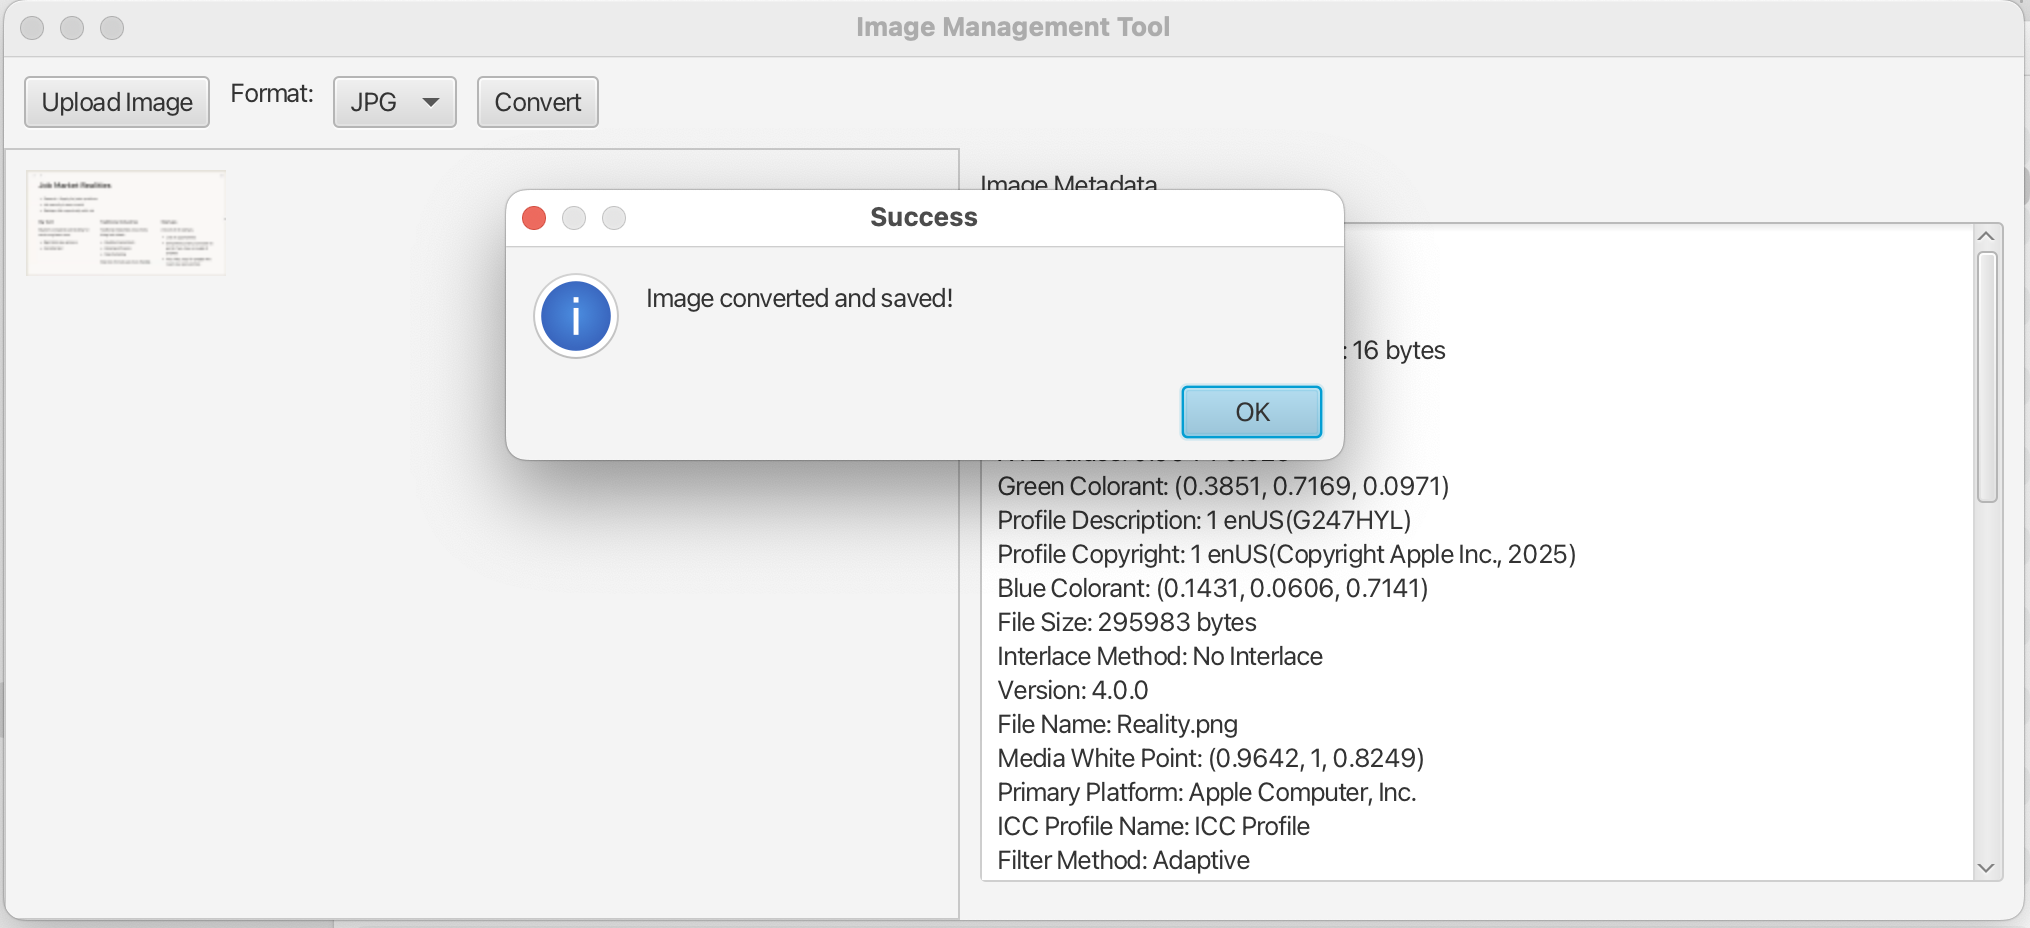 Image Management Tool
Upload Image
Format:
JPG
Convert
Job Market Realities
Image Metadata
Success
Image converted and saved!
OK
: 16 bytes
Green Colorant: (0.3851, 0.7169, 0.0971)
Profile Description: 1 enUS(G247HYL)
Profile Copyright: 1 enUS(Copyright Apple Inc., 2025)
Blue Colorant: (0.1431, 0.0606, 0.7141)
File Size: 295983 bytes
Interlace Method: No Interlace
Version: 4.0.0
File Name: Reality.png
Media White Point: (0.9642, 1, 0.8249)
Primary Platform: Apple Computer, Inc.
ICC Profile Name: ICC Profile
Filter Method: Adaptive